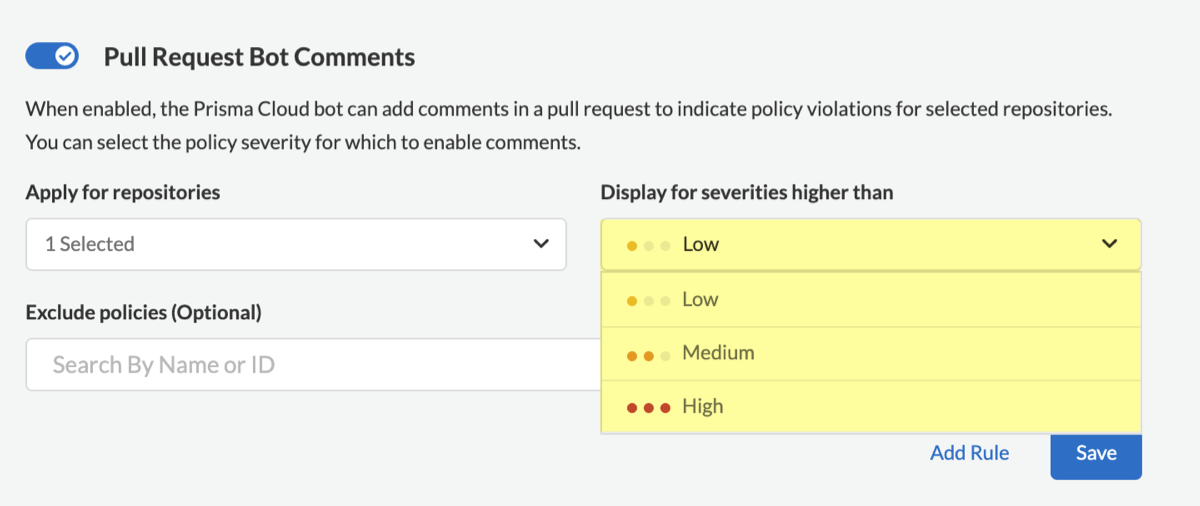 Pull Request Bot Comments
When enabled, the Prisma Cloud bot can add comments in a pull request to indicate policy violations for selected repositories.
You can select the policy severity for which to enable comments.
Apply for repositories
1 Selected
Display for severities higher than
Low
Low
Medium
High
Exclude policies (Optional)
Search By Name or ID
Add Rule
Save